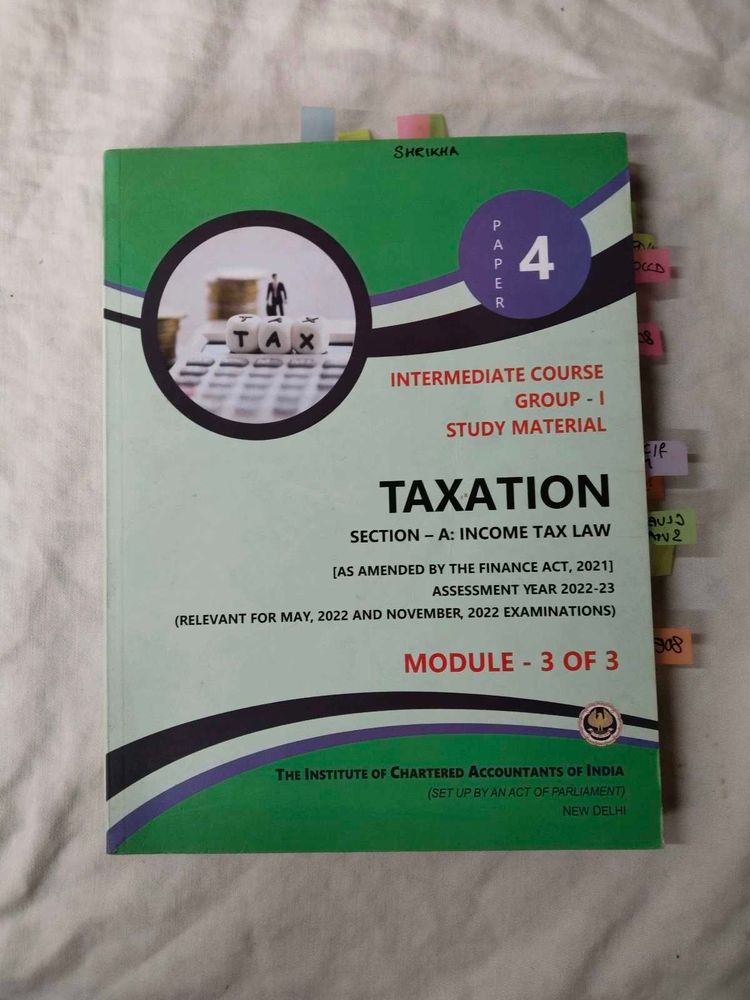 SHRIKHA
PAPER 4
TAX
INTERMEDIATE COURSE
GROUP - I
STUDY MATERIAL
TAXATION
SECTION – A: INCOME TAX LAW
[AS AMENDED BY THE FINANCE ACT, 2021]
ASSESSMENT YEAR 2022-23
(RELEVANT FOR MAY, 2022 AND NOVEMBER, 2022 EXAMINATIONS)
MODULE - 3 OF 3
THE INSTITUTE OF CHARTERED ACCOUNTANTS OF INDIA
(SET UP BY AN ACT OF PARLIAMENT)
NEW DELHI